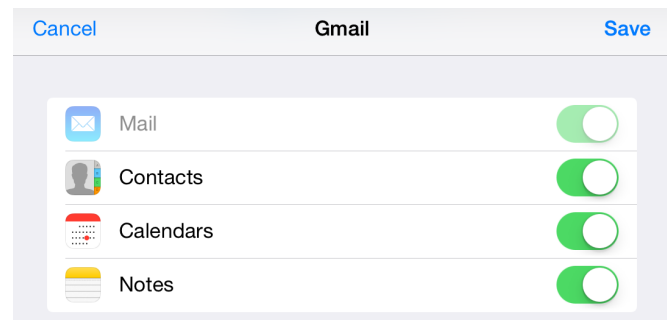 Cancel Gmail Save
Mail
Contacts
Calendars
Notes